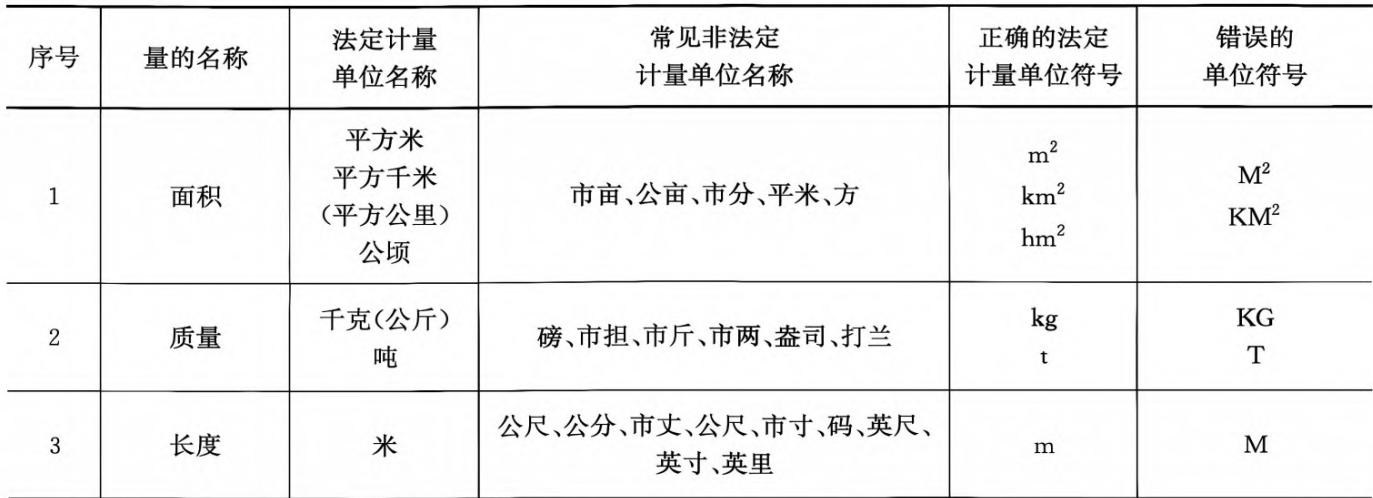 序号 量的名称 法定计量单位名称 常见非法定计量单位名称 正确的法定计量单位符号 错误的单位符号
1 面积 平方米 平方千米 (平方公里) 公顷 市亩、公亩、市分、平米、方 m² km² hm² M² KM²
2 质量 千克(公斤) 吨 磅、市担、市斤、市两、盎司、打兰 kg t KG T
3 长度 米 公尺、公分、市丈、公尺、市寸、码、英尺、英寸、英里 m M